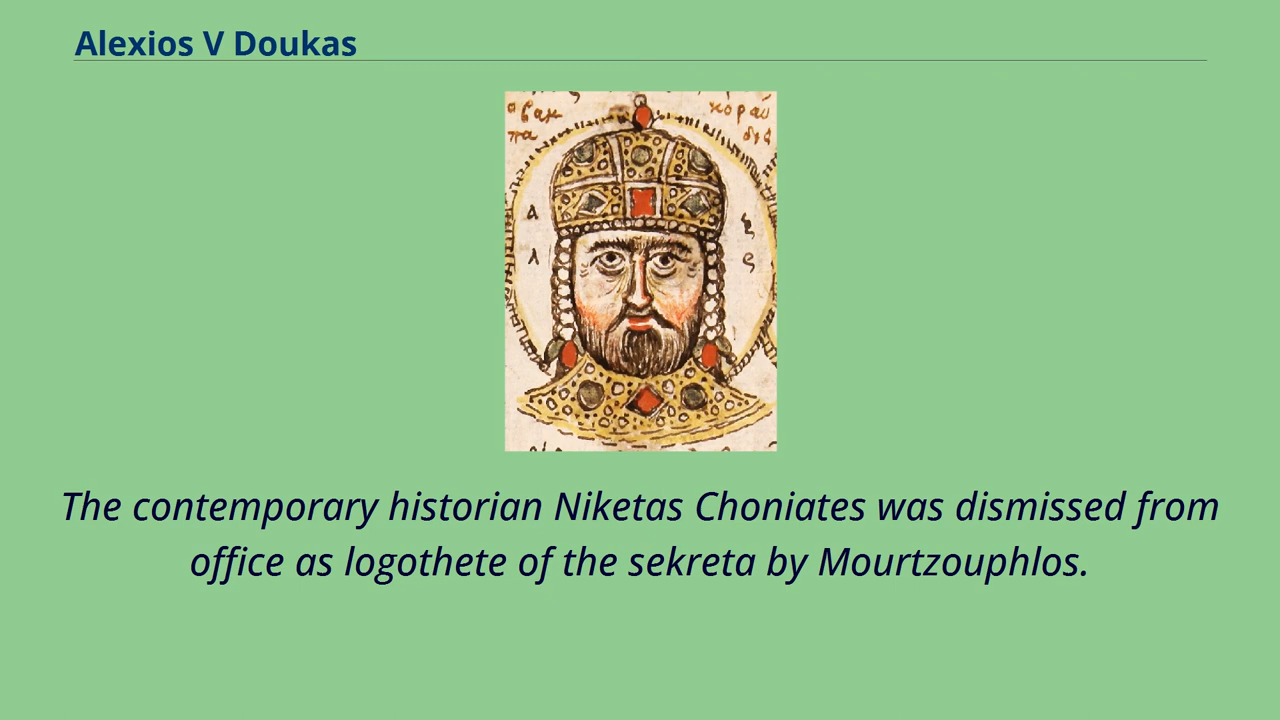 Alexios V Doukas
α λ
ξ ς
The contemporary historian Niketas Choniates was dismissed from
office as logothete of the sekreta by Mourtzouphlos.